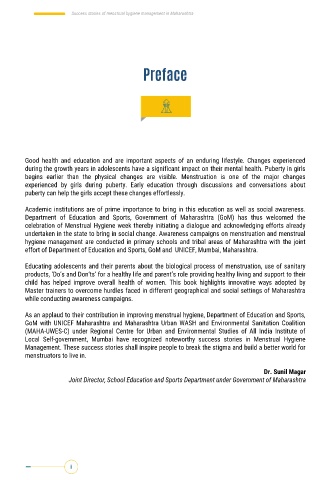 Success stories of menstrual hygiene management in Maharashtra
Preface
Good health and education and are important aspects of an enduring lifestyle. Changes experienced
during the growth years in adolescents have a significant impact on their mental health. Puberty in girls
begins earlier than the physical changes are visible. Menstruation is one of the major changes
experienced by girls during puberty. Early education through discussions and conversations about
puberty can help the girls accept these changes effortlessly.
Academic institutions are of prime importance to bring in this education as well as social awareness.
Department of Education and Sports, Government of Maharashtra (GoM) has thus welcomed the
celebration of Menstrual Hygiene week thereby initiating a dialogue and acknowledging efforts already
undertaken in the state to bring in social change. Awareness campaigns on menstruation and menstrual
hygiene management are conducted in primary schools and tribal areas of Maharashtra with the joint
effort of Department of Education and Sports, GoM and  UNICEF, Mumbai, Maharashtra.
Educating adolescents and their parents about the biological process of menstruation, use of sanitary
products, 'Do's and Don'ts' for a healthy life and parent's role providing healthy living and support to their
child has helped improve overall health of women. This book highlights innovative ways adopted by
Master trainers to overcome hurdles faced in different geographical and social settings of Maharashtra
while conducting awareness campaigns.
As an applaud to their contribution in improving menstrual hygiene, Department of Education and Sports,
GoM with UNICEF Maharashtra and Maharashtra Urban WASH and Environmental Sanitation Coalition
(MAHA-UWES-C) under Regional Centre for Urban and Environmental Studies of All India Institute of
Local Self-government, Mumbai have recognized noteworthy success stories in Menstrual Hygiene
Management. These success stories shall inspire people to break the stigma and build a better world for
menstruators to live in.
Dr. Sunil Magar
Joint Director, School Education and Sports Department under Government of Maharashtra